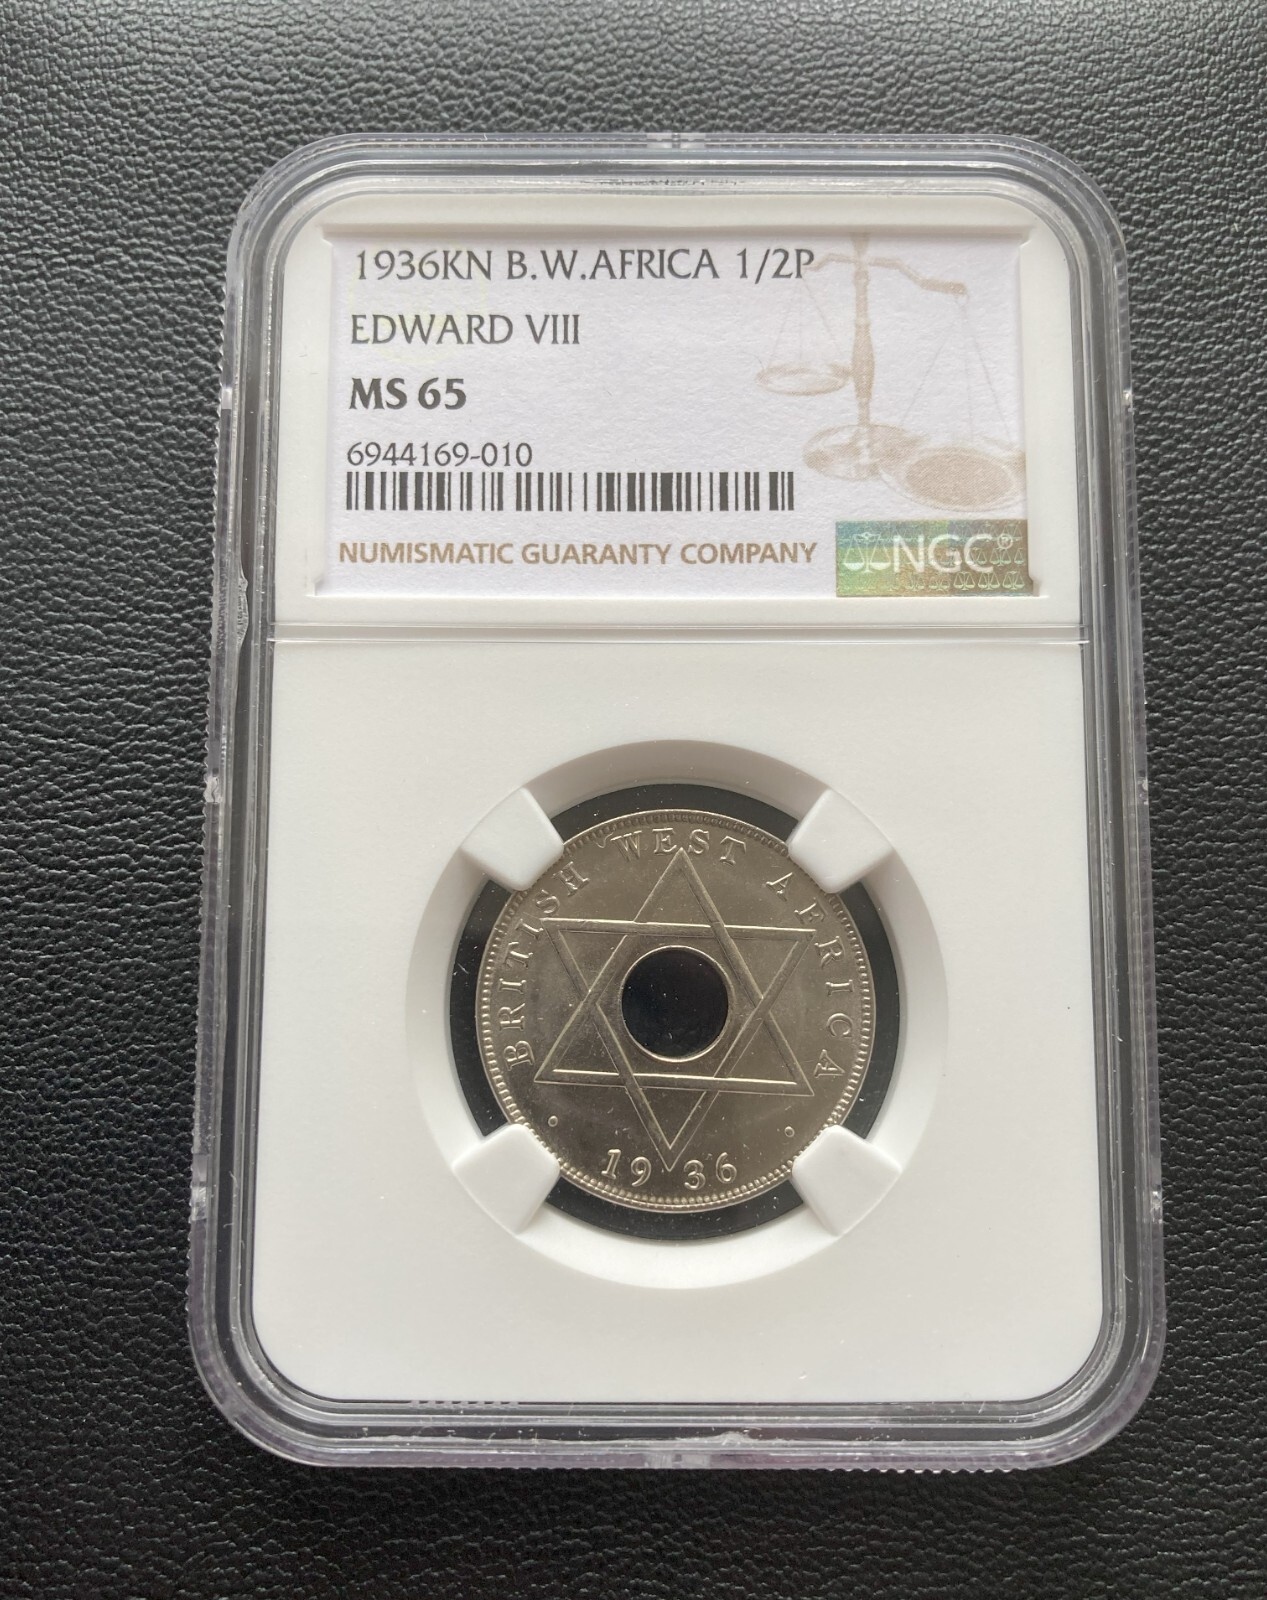 1936KN B.W.AFRICA 1/2P
EDWARD VIII
MS 65
6944169-010
NUMISMATIC GUARANTY COMPANY
NGC®
BRITISH WEST AFRICA
1936